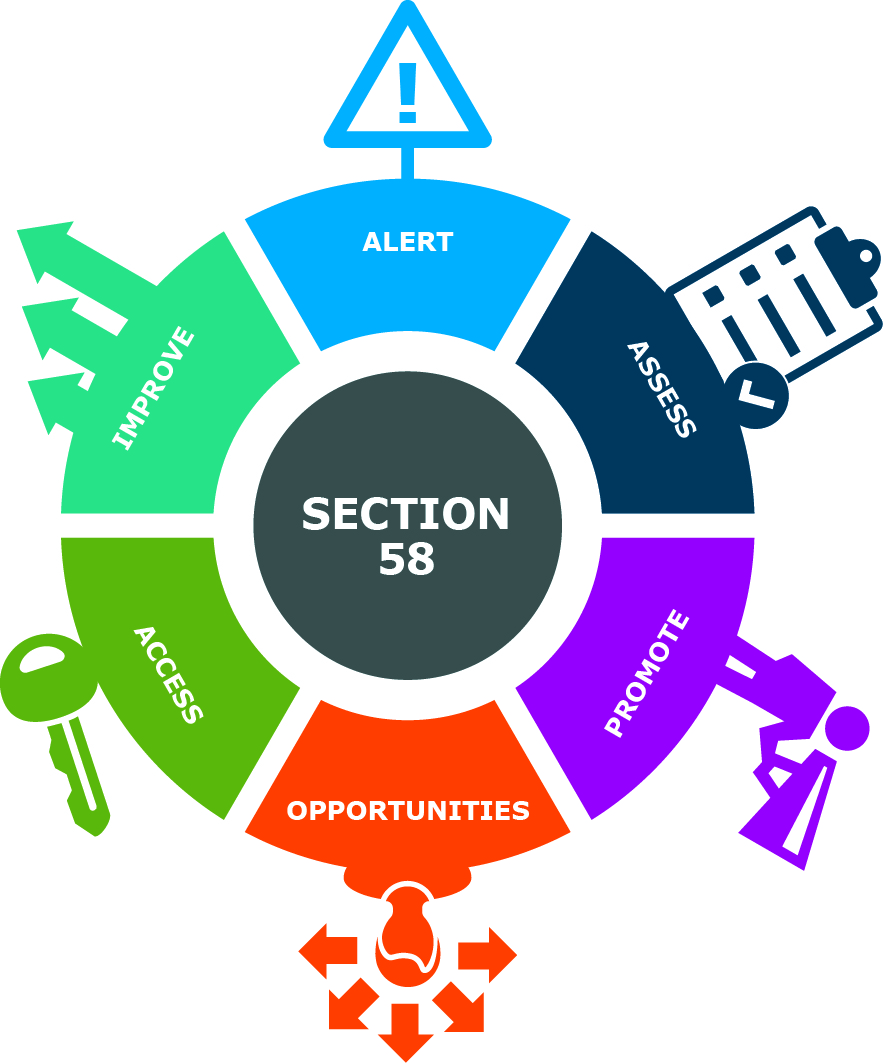 !
ALERT
ASSESS
PROMOTE
OPPORTUNITIES
ACCESS
IMPROVE
SECTION
58